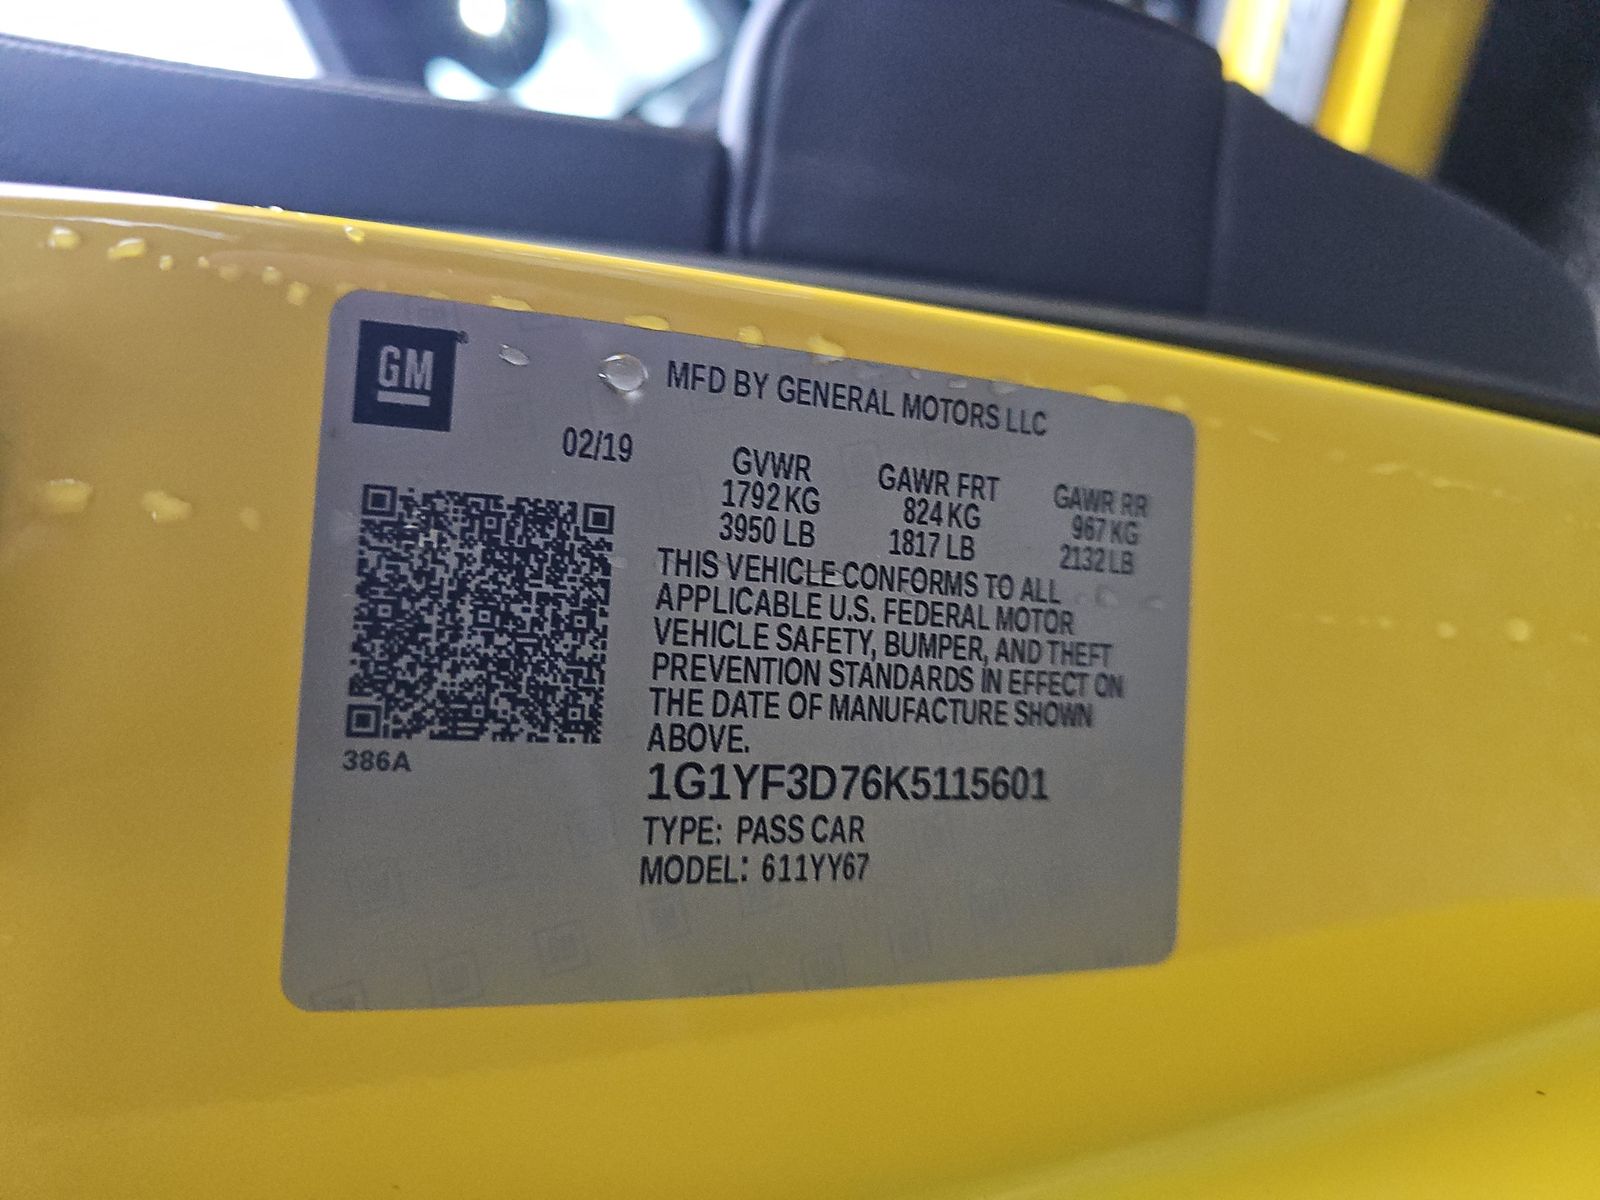 GM
MFD BY GENERAL MOTORS LLC
02/19
GVWR
1792 KG
3950 LB
GAWR FRT
824 KG
1817 LB
GAWR RR
967 KG
2132 LB
THIS VEHICLE CONFORMS TO ALL
APPLICABLE U.S. FEDERAL MOTOR
VEHICLE SAFETY, BUMPER, AND THEFT
PREVENTION STANDARDS IN EFFECT ON
THE DATE OF MANUFACTURE SHOWN
ABOVE.
386A
1G1YF3D76K5115601
TYPE: PASS CAR
MODEL: 611YY67